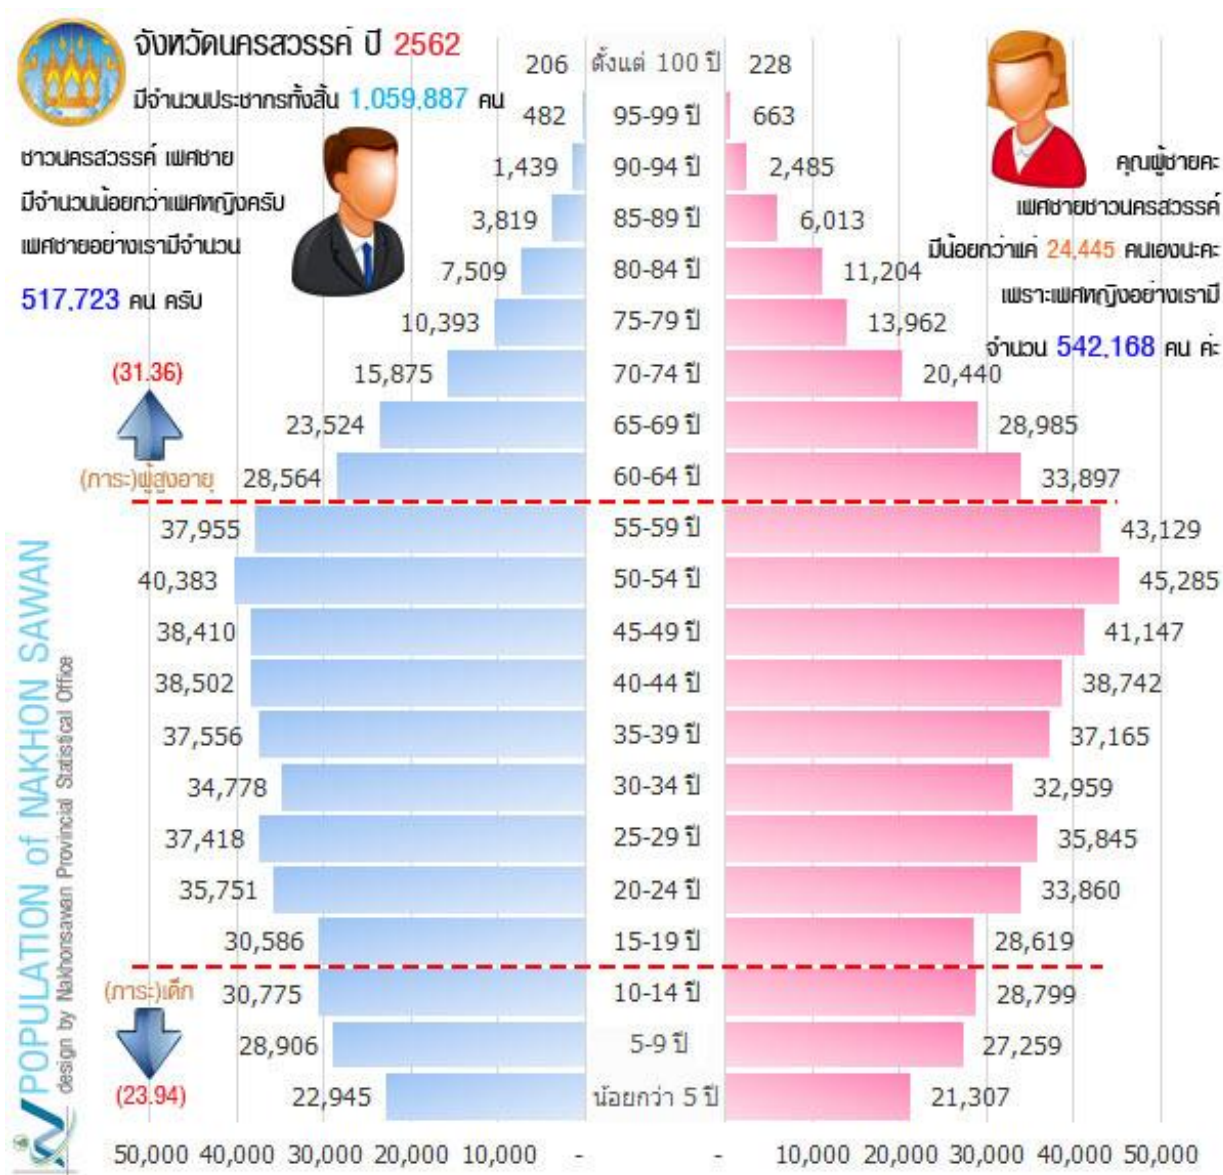 จังหวัดนครสวรรค์ ปี 2562
มีจำนวนประชากรทั้งสิ้น 1,059,887 คน
ชาวนครสวรรค์ เพศชาย
มีจำนวนน้อยกว่าเพศหญิงครับ
เพศชายอย่างเรามีจำนวน
517,723 คน ครับ
คุณผู้ชายคะ
เพศชายชาวนครสวรรค์
มีน้อยกว่าแค่ 24,445 คนเองนะคะ
เพราะเพศหญิงอย่างเรามี
จำนวน 542,168 คน ค่ะ
206 ตั้งแต่ 100 ปี 228
482 95-99 ปี 663
1,439 90-94 ปี 2,485
3,819 85-89 ปี 6,013
7,509 80-84 ปี 11,204
10,393 75-79 ปี 13,962
(31.36)
15,875 70-74 ปี 20,440
23,524 65-69 ปี 28,985
(ภาระ)ผู้สูงอายุ
28,564 60-64 ปี 33,897
37,955 55-59 ปี 43,129
40,383 50-54 ปี 45,285
38,410 45-49 ปี 41,147
38,502 40-44 ปี 38,742
37,556 35-39 ปี 37,165
34,778 30-34 ปี 32,959
37,418 25-29 ปี 35,845
35,751 20-24 ปี 33,860
30,586 15-19 ปี 28,619
(ภาระ)เด็ก
30,775 10-14 ปี 28,799
28,906 5-9 ปี 27,259
(23.94)
22,945 น้อยกว่า 5 ปี 21,307
50,000 40,000 30,000 20,000 10,000 - - 10,000 20,000 30,000 40,000 50,000
POPULATION of NAKHON SAWAN
design by Nakhonsawan Provincial Statistical Office